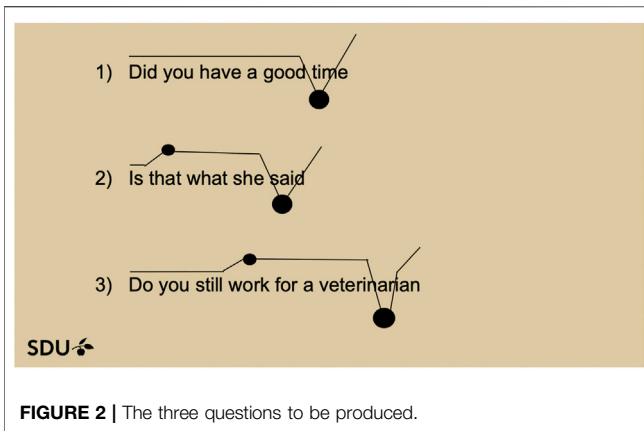 1) Did you have a good time
2) Is that what she said
3) Do you still work for a veterinarian
SDU
FIGURE 2 | The three questions to be produced.